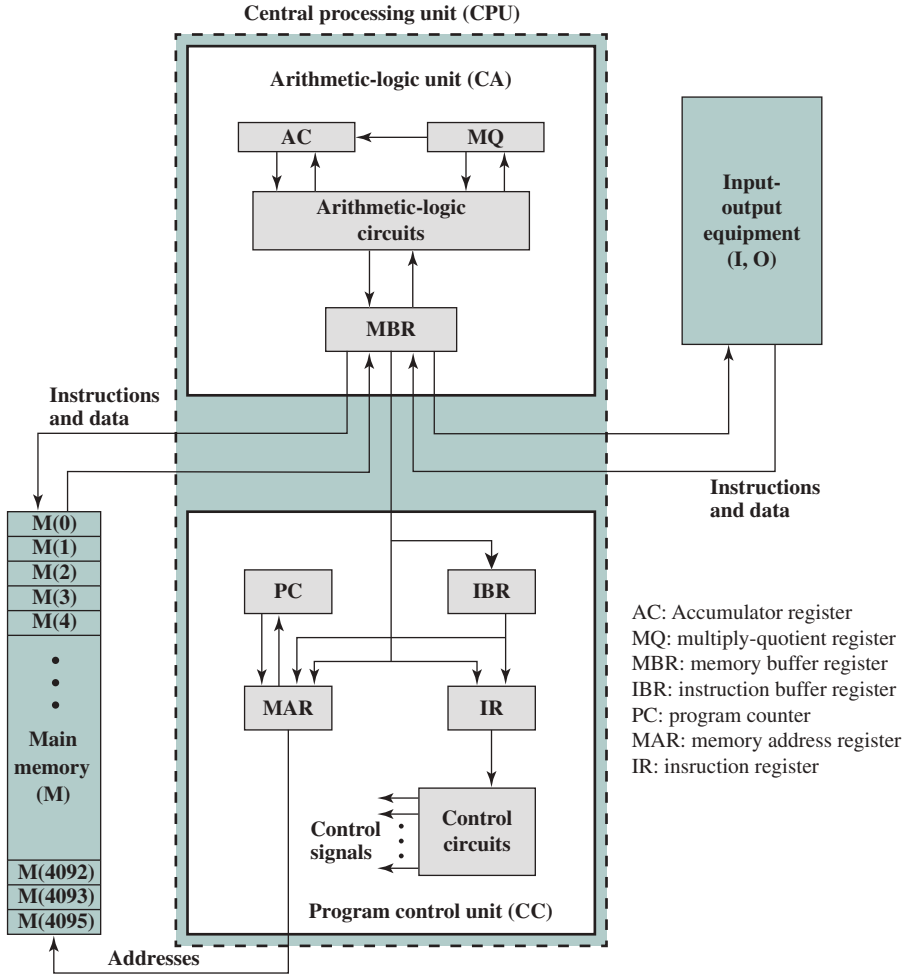 Central processing unit (CPU)
Arithmetic-logic unit (CA)
AC
MQ
Arithmetic-logic
circuits
MBR
Input-
output
equipment
(I, O)
Instructions
and data
Instructions
and data
M(0)
M(1)
M(2)
M(3)
M(4)
Main
memory
(M)
M(4092)
M(4093)
M(4095)
PC
IBR
MAR
IR
Control
signals
Control
circuits
Program control unit (CC)
Addresses
AC: Accumulator register
MQ: multiply-quotient register
MBR: memory buffer register
IBR: instruction buffer register
PC: program counter
MAR: memory address register
IR: insruction register